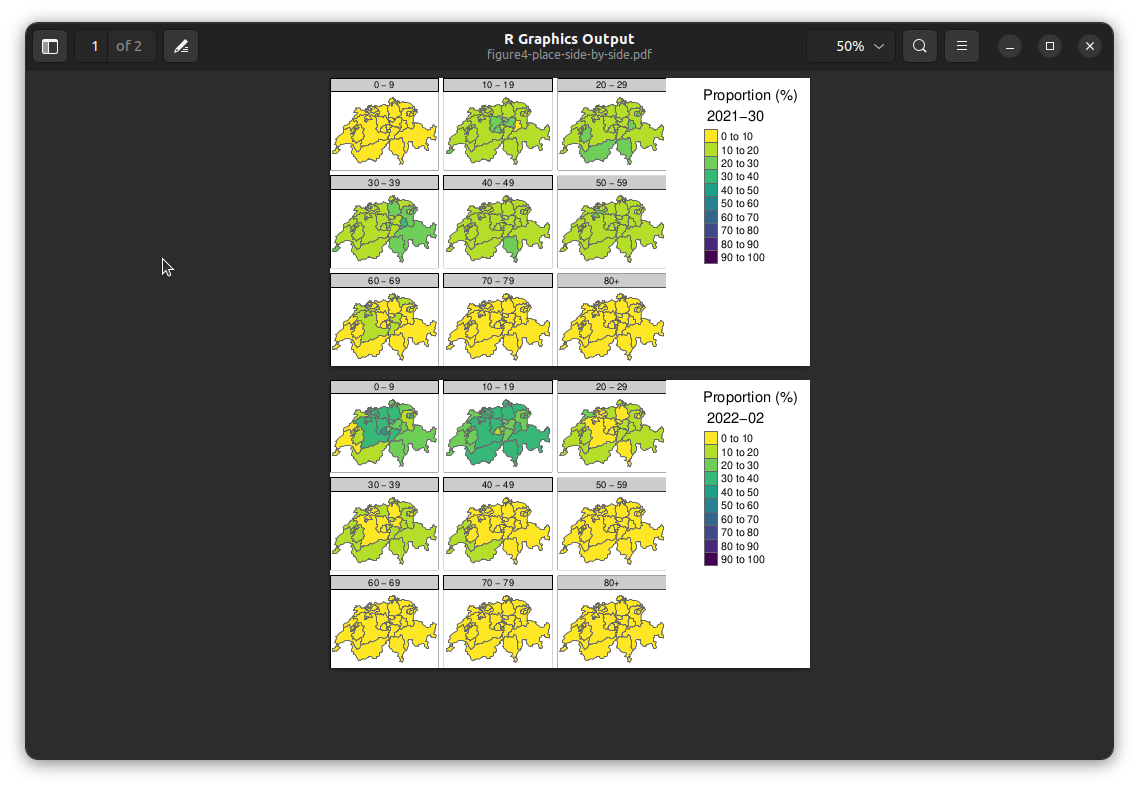 1 of 2
R Graphics Output
figure4-place-side-by-side.pdf
50%
0 − 9 10 − 19 20 − 29
30 − 39 40 − 49 50 − 59
60 − 69 70 − 79 80+
Proportion (%)
2021−30
0 to 10
10 to 20
20 to 30
30 to 40
40 to 50
50 to 60
60 to 70
70 to 80
80 to 90
90 to 100
0 − 9 10 − 19 20 − 29
30 − 39 40 − 49 50 − 59
60 − 69 70 − 79 80+
Proportion (%)
2022−02
0 to 10
10 to 20
20 to 30
30 to 40
40 to 50
50 to 60
60 to 70
70 to 80
80 to 90
90 to 100